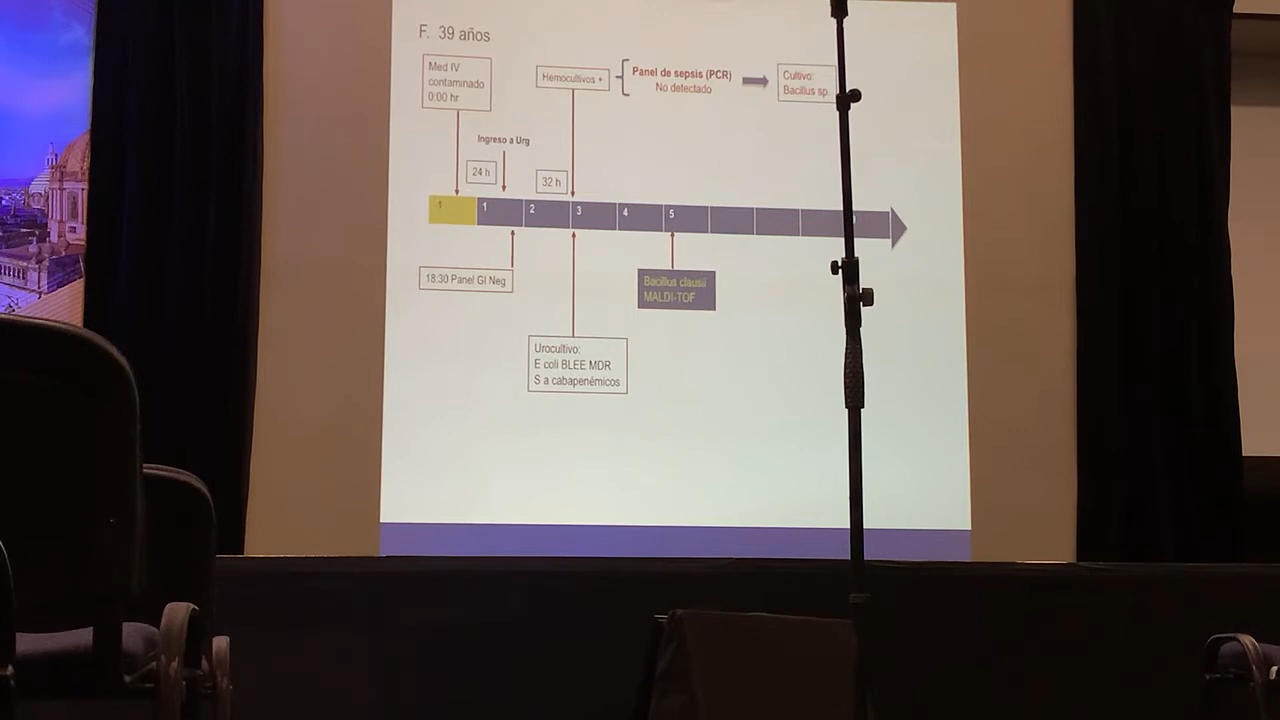 F. 39 años
Med IV
contaminado
0:00 hr
Hemocultivos +
Panel de sepsis (PCR)
No detectado
Cultivo:
Bacillus sp.
Ingreso a Urg
24 h
32 h
1
1
2
3
4
5
18:30 Panel GI Neg
Bacillus clausii
MALDI-TOF
Urocultivo:
E coli BLEE MDR
S a cabapenémicos